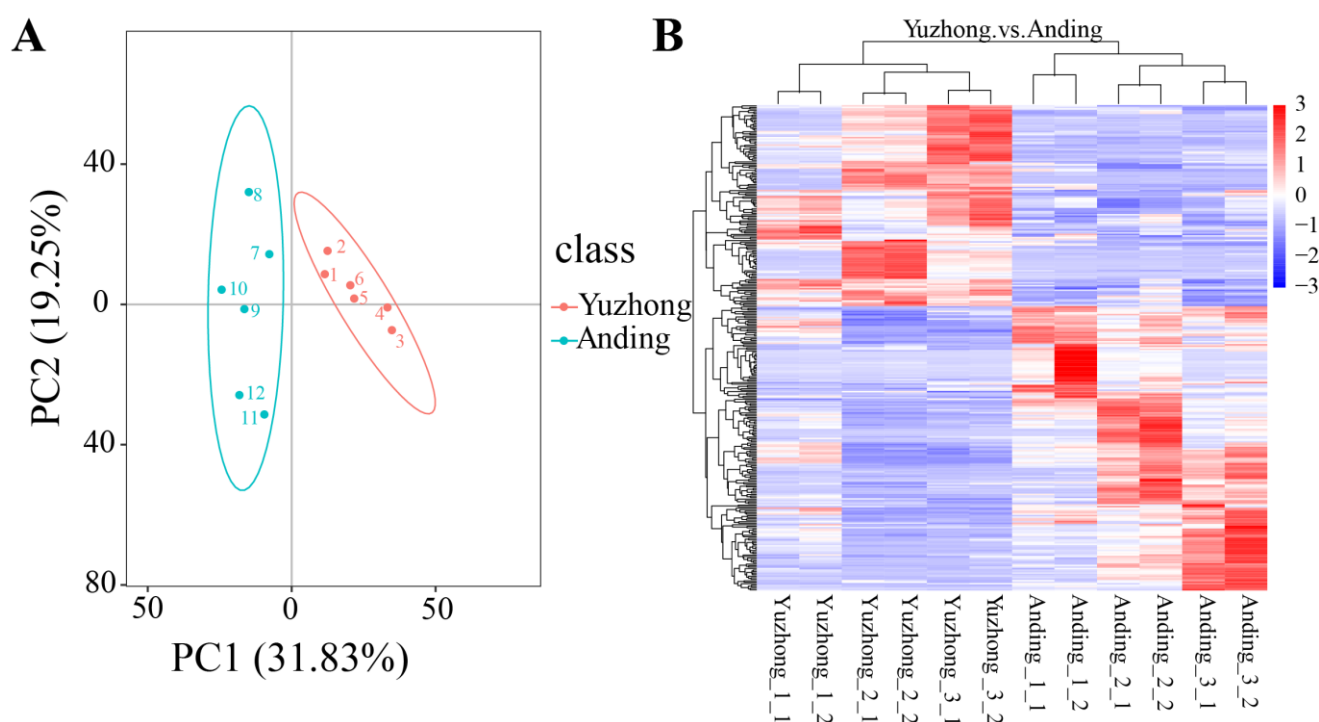 A
PC2 (19.25%)
40
0
40
80
50
0
50
PC1 (31.83%)
8
7
10
9
12
11
2
1
6
5
4
3
class
Yuzhong
Anding
B
Yuzhong.vs.Anding
3
2
1
0
−1
−2
−3
Yuzhong_1_1
Yuzhong_1_2
Yuzhong_2_1
Yuzhong_2_2
Yuzhong_3_1
Yuzhong_3_2
Anding_1_1
Anding_1_2
Anding_2_1
Anding_2_2
Anding_3_1
Anding_3_2